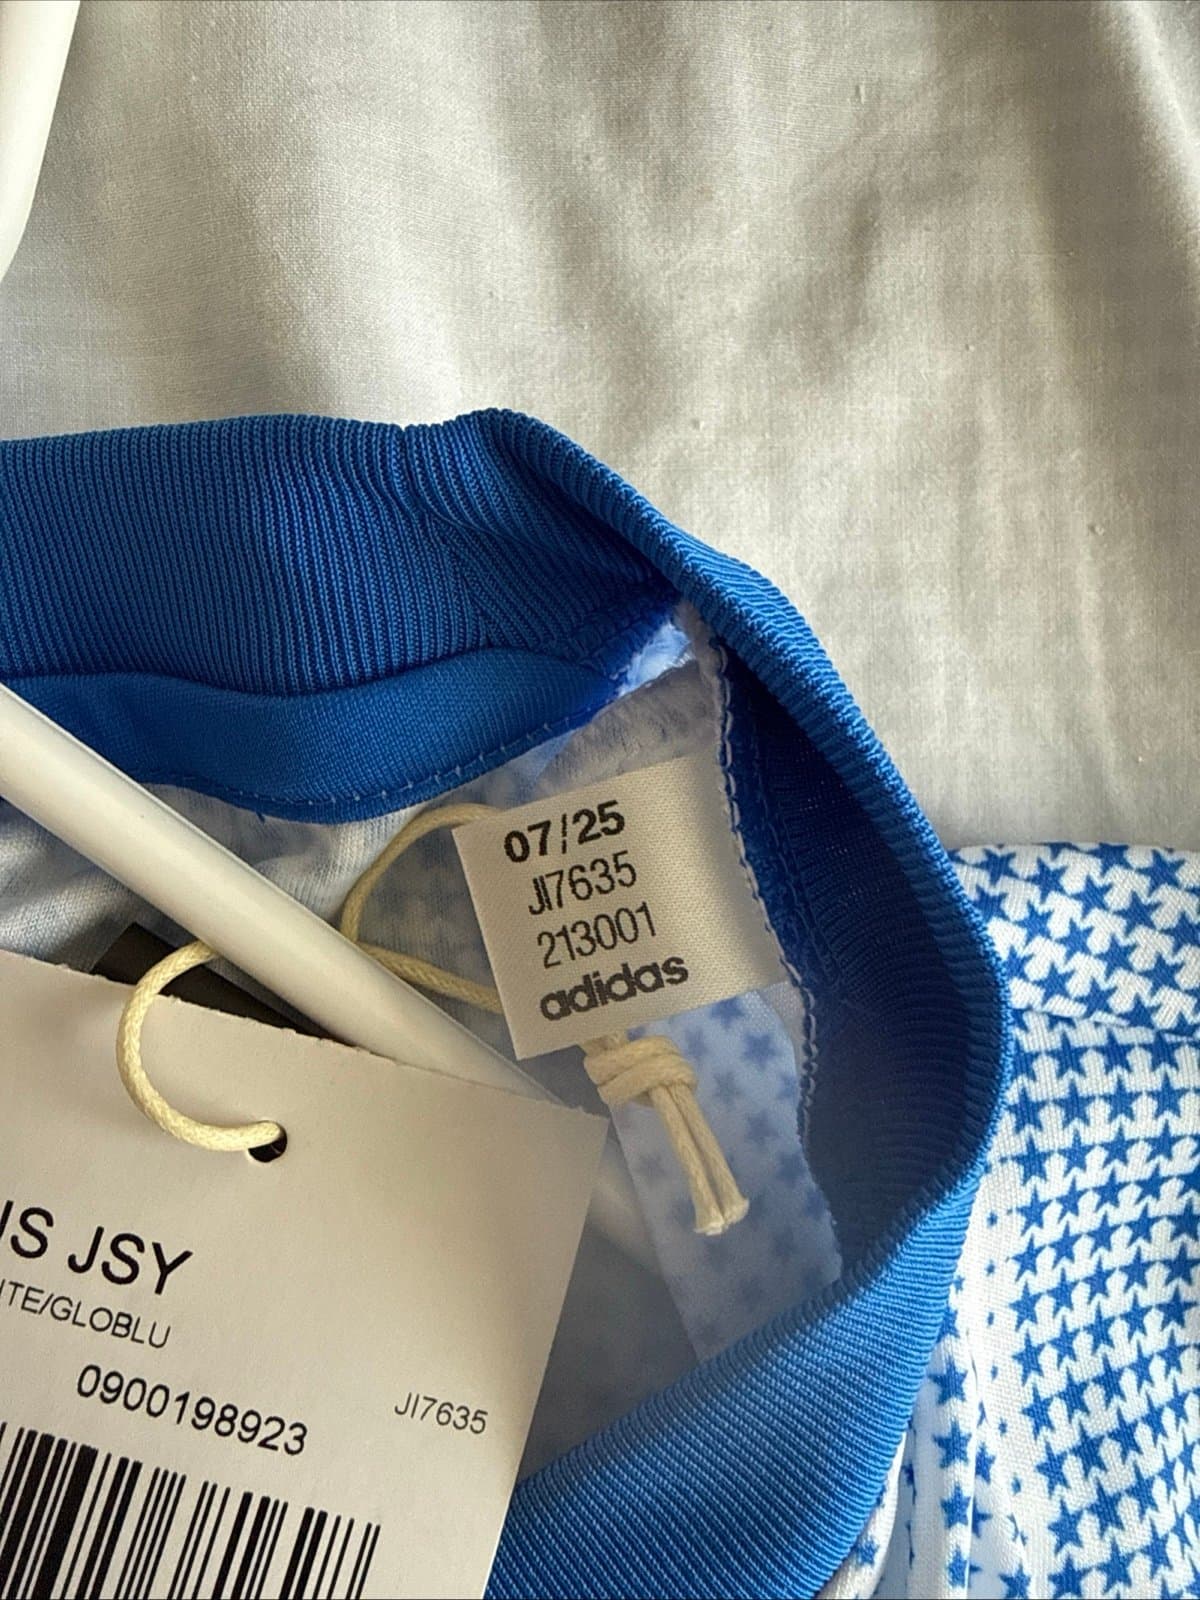 07/25
JI7635
213001
adidas
IS JSY
ITE/GLOBLU
0900198923
JI7635